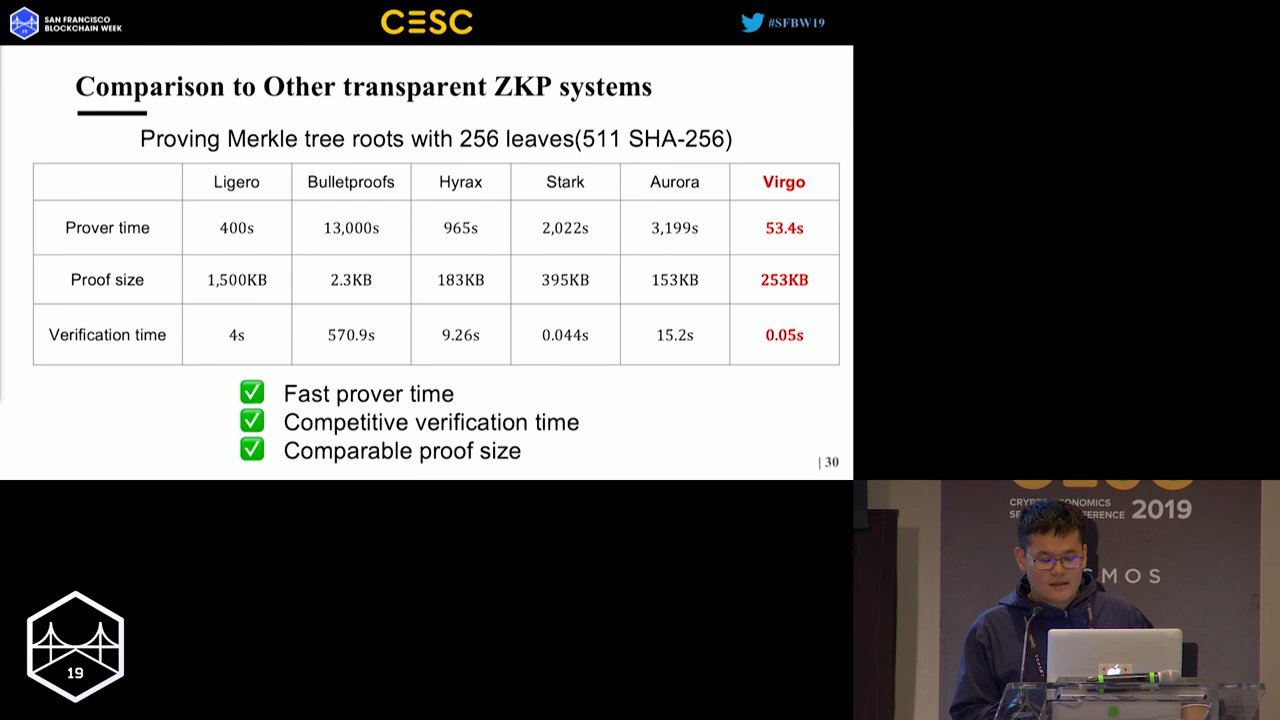 SAN FRANCISCO
BLOCKCHAIN WEEK
19
CESC
#SFBW19
Comparison to Other transparent ZKP systems
Proving Merkle tree roots with 256 leaves(511 SHA-256)
Ligero Bulletproofs Hyrax Stark Aurora Virgo
Prover time 400s 13,000s 965s 2,022s 3,199s 53.4s
Proof size 1,500KB 2.3KB 183KB 395KB 153KB 253KB
Verification time 4s 570.9s 9.26s 0.044s 15.2s 0.05s
Fast prover time
Competitive verification time
Comparable proof size
| 30
2019
19